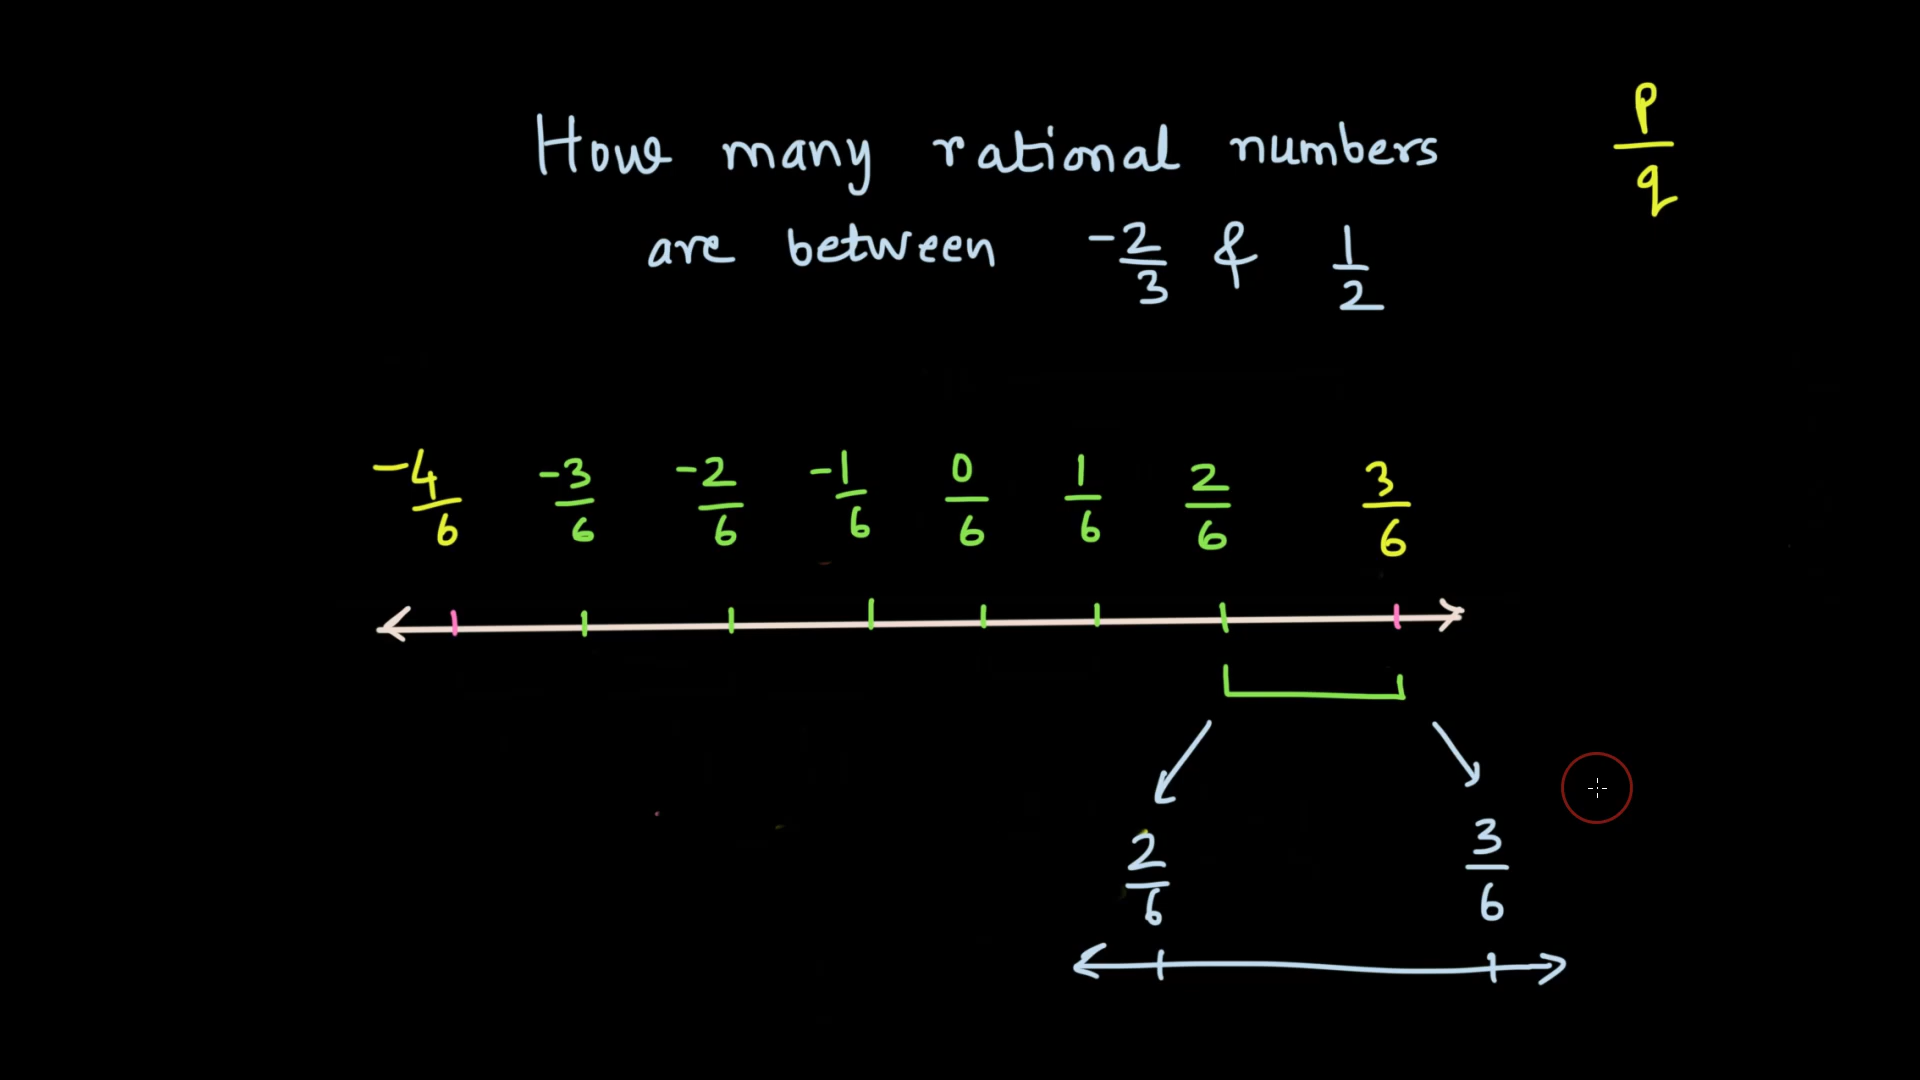 How many rational numbers
are between -2/3 & 1/2
p/q
-4/6 -3/6 -2/6 -1/6 0/6 1/6 2/6 3/6
2/6 3/6